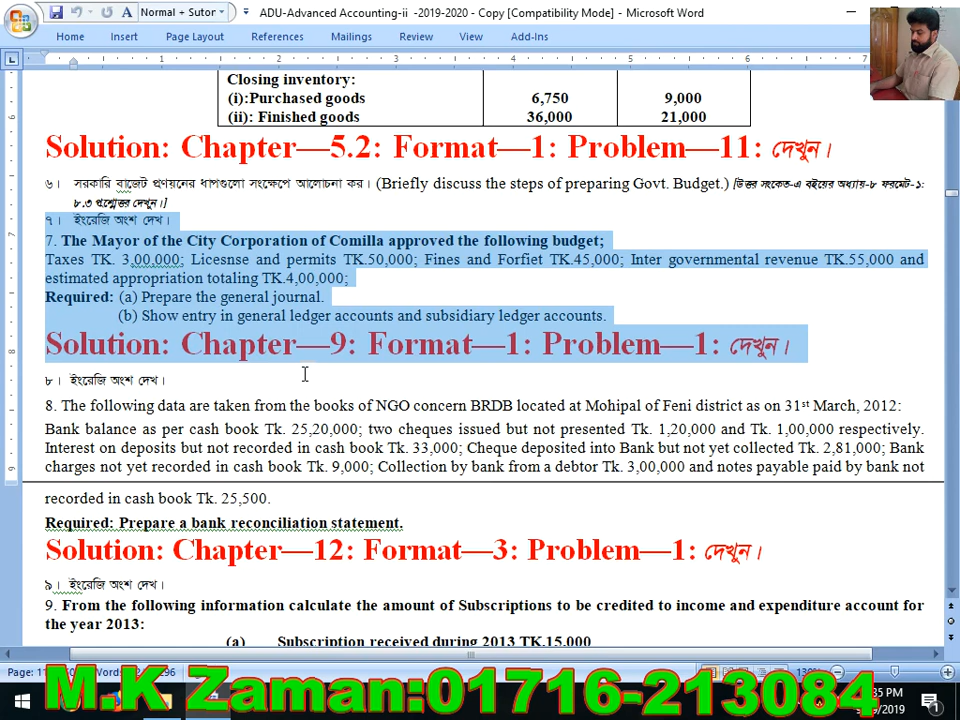 Normal + Sutor
ADU-Advanced Accounting-ii -2019-2020 - Copy [Compatibility Mode] - Microsoft Word
Home Insert Page Layout References Mailings Review View Add-Ins
Closing inventory:
(i):Purchased goods 6,750 9,000
(ii): Finished goods 36,000 21,000
Solution: Chapter—5.2: Format—1: Problem—11: দেখুন।
৬। সরকারি বাজেট প্রণয়নের ধাপগুলো সংক্ষেপে আলোচনা কর। (Briefly discuss the steps of preparing Govt. Budget.) [উত্তর সংকেত-এ বইয়ের অধ্যায়-৮ ফরমেট-১:
৮.৩ প্রশ্নোত্তর দেখুন।]
৭। ইংরেজি অংশ দেখ।
7. The Mayor of the City Corporation of Comilla approved the following budget;
Taxes TK. 3,00,000; Licesnse and permits TK.50,000; Fines and Forfiet TK.45,000; Inter governmental revenue TK.55,000 and
estimated appropriation totaling TK.4,00,000;
Required: (a) Prepare the general journal.
(b) Show entry in general ledger accounts and subsidiary ledger accounts.
Solution: Chapter—9: Format—1: Problem—1: দেখুন।
৮। ইংরেজি অংশ দেখ।
8. The following data are taken from the books of NGO concern BRDB located at Mohipal of Feni district as on 31st March, 2012:
Bank balance as per cash book Tk. 25,20,000; two cheques issued but not presented Tk. 1,20,000 and Tk. 1,00,000 respectively.
Interest on deposits but not recorded in cash book Tk. 33,000; Cheque deposited into Bank but not yet collected Tk. 2,81,000; Bank
charges not yet recorded in cash book Tk. 9,000; Collection by bank from a debtor Tk. 3,00,000 and notes payable paid by bank not
recorded in cash book Tk. 25,500.
Required: Prepare a bank reconciliation statement.
Solution: Chapter—12: Format—3: Problem—1: দেখুন।
৯। ইংরেজি অংশ দেখ।
9. From the following information calculate the amount of Subscriptions to be credited to income and expenditure account for
the year 2013:
(a) Subscription received during 2013 TK.15,000
M.K Zaman:01716-213084